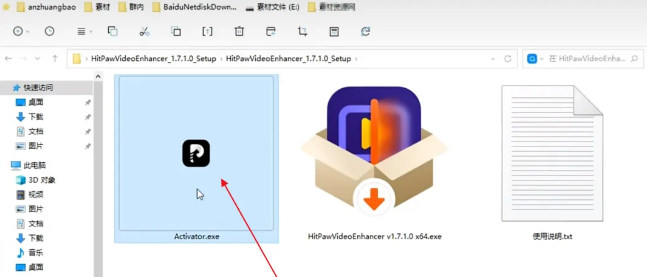 anzhuangbao 素材 群内 BaiduNetdiskDown... 素材文件 (E:) 素材资源网
HitPawVideoEnhancer_1.7.1.0_Setup HitPawVideoEnhancer_1.7.1.0_Setup
在 HitPawVideoEnha...
快速访问
桌面
下载
文档
图片
此电脑
3D 对象
视频
图片
文档
下载
音乐
桌面
Activator.exe
HitPawVideoEnhancer v1.7.1.0 x64.exe
使用说明.txt